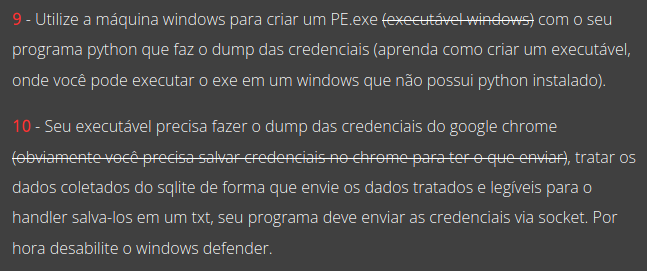 9 - Utilize a máquina windows para criar um PE.exe (executável windows) com o seu
programa python que faz o dump das credenciais (aprenda como criar um executável,
onde você pode executar o exe em um windows que não possui python instalado).
10 - Seu executável precisa fazer o dump das credenciais do google chrome
(obviamente você precisa salvar credenciais no chrome para ter o que enviar), tratar os
dados coletados do sqlite de forma que envie os dados tratados e legíveis para o
handler salva-los em um txt, seu programa deve enviar as credenciais via socket. Por
hora desabilite o windows defender.